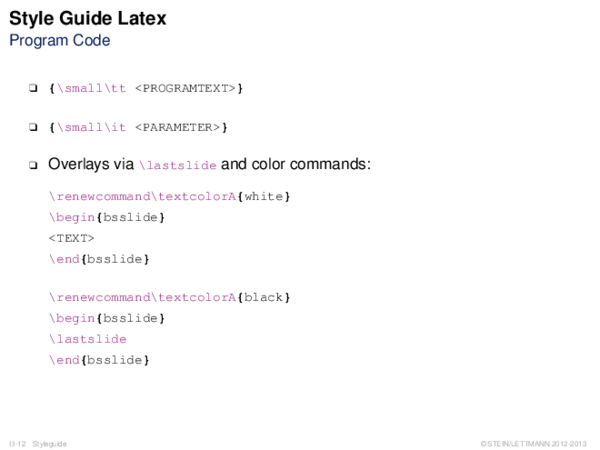 Style Guide Latex
Program Code
❑ {\small\tt <PROGRAMTEXT>}
❑ {\small\it <PARAMETER>}
❑ Overlays via \lastslide and color commands:
\renewcommand\textcolorA{white}
\begin{bsslide}
<TEXT>
\end{bsslide}
\renewcommand\textcolorA{black}
\begin{bsslide}
\lastslide
\end{bsslide}
III-12 Styleguide
© STEIN/LETTMANN 2012-2013